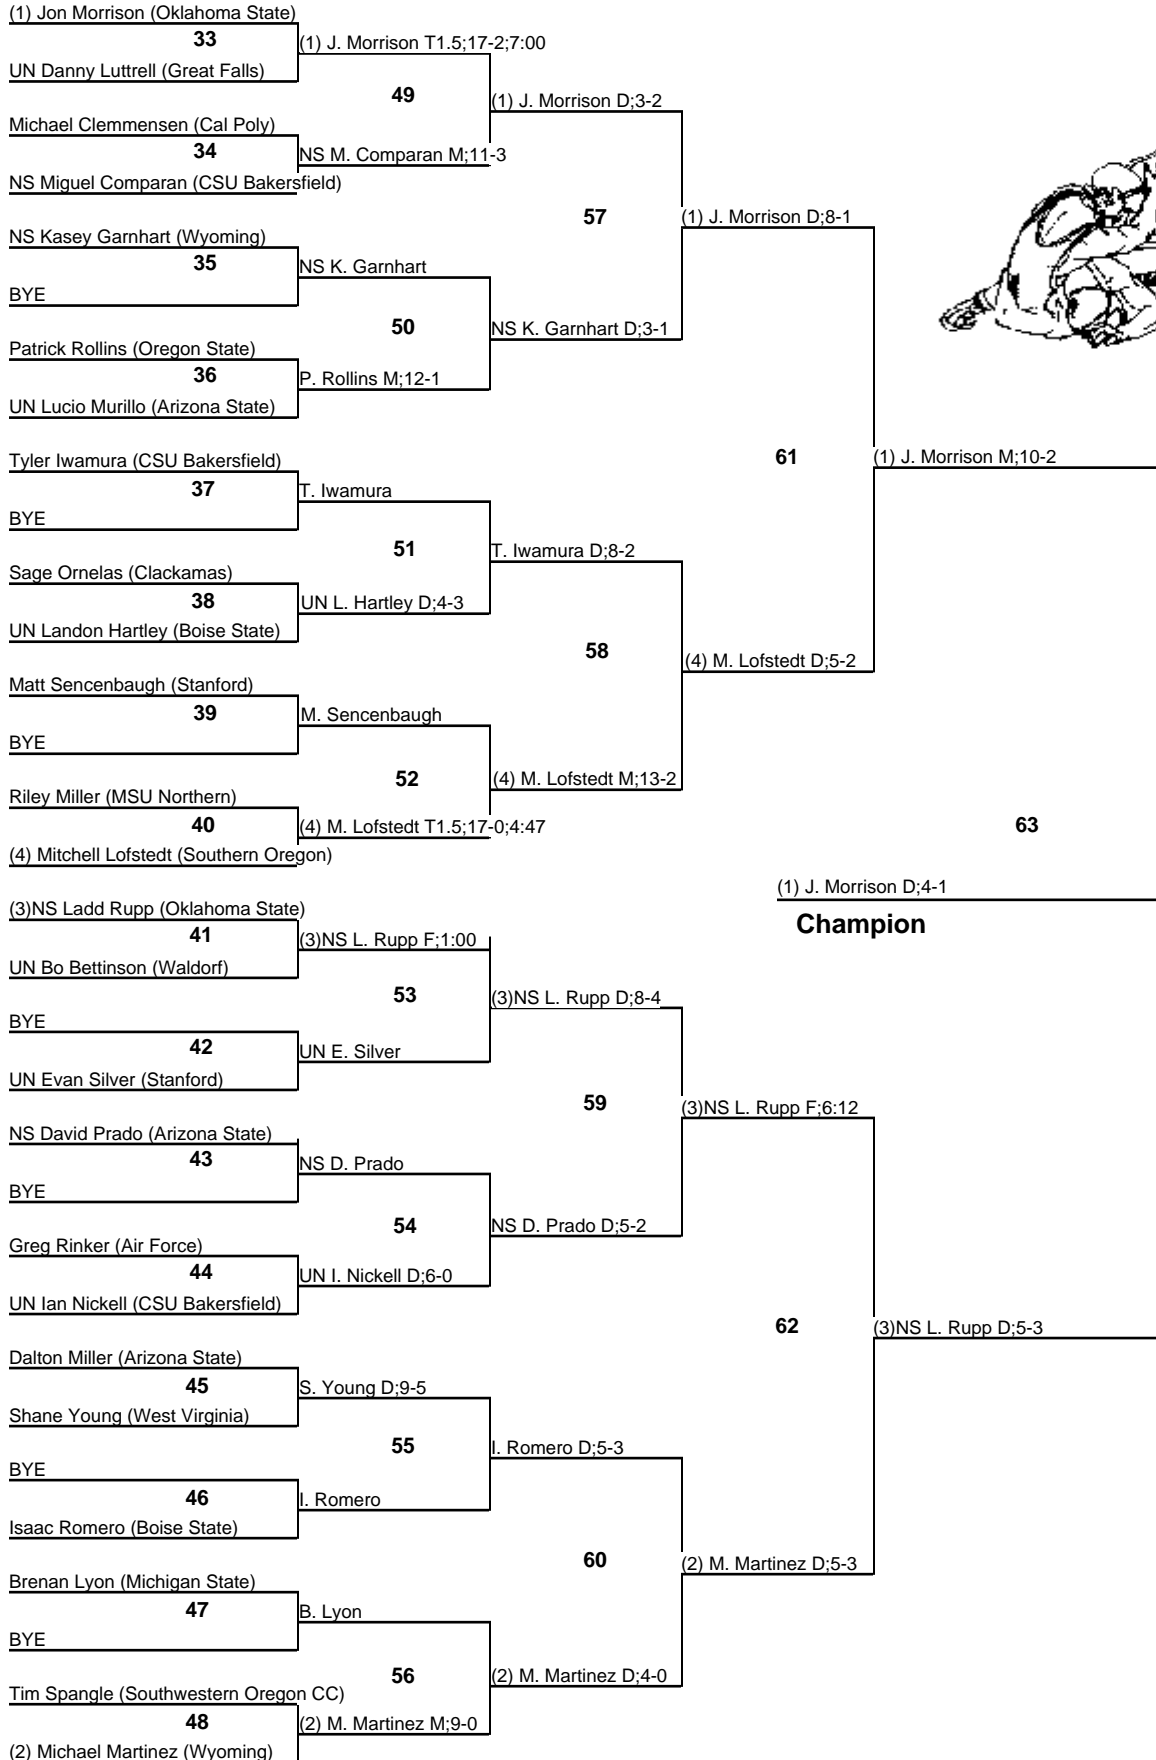 (1) Jon Morrison (Oklahoma State)
33
(1) J. Morrison T1.5;17-2;7:00
UN Danny Luttrell (Great Falls)
49
(1) J. Morrison D;3-2
Michael Clemmensen (Cal Poly)
34
NS M. Comparan M;11-3
NS Miguel Comparan (CSU Bakersfield)
57
(1) J. Morrison D;8-1
NS Kasey Garnhart (Wyoming)
35
NS K. Garnhart
BYE
50
NS K. Garnhart D;3-1
Patrick Rollins (Oregon State)
36
P. Rollins M;12-1
UN Lucio Murillo (Arizona State)
61
(1) J. Morrison M;10-2
Tyler Iwamura (CSU Bakersfield)
37
T. Iwamura
BYE
51
T. Iwamura D;8-2
Sage Ornelas (Clackamas)
38
UN L. Hartley D;4-3
UN Landon Hartley (Boise State)
58
(4) M. Lofstedt D;5-2
Matt Sencenbaugh (Stanford)
39
M. Sencenbaugh
BYE
52
(4) M. Lofstedt M;13-2
Riley Miller (MSU Northern)
40
(4) M. Lofstedt T1.5;17-0;4:47
(4) Mitchell Lofstedt (Southern Oregon)
63
(1) J. Morrison D;4-1
Champion
(3)NS Ladd Rupp (Oklahoma State)
41
(3)NS L. Rupp F;1:00
UN Bo Bettinson (Waldorf)
53
(3)NS L. Rupp D;8-4
BYE
42
UN E. Silver
UN Evan Silver (Stanford)
59
(3)NS L. Rupp F;6:12
NS David Prado (Arizona State)
43
NS D. Prado
BYE
54
NS D. Prado D;5-2
Greg Rinker (Air Force)
44
UN I. Nickell D;6-0
UN Ian Nickell (CSU Bakersfield)
62
(3)NS L. Rupp D;5-3
Dalton Miller (Arizona State)
45
S. Young D;9-5
Shane Young (West Virginia)
55
I. Romero D;5-3
BYE
46
I. Romero
Isaac Romero (Boise State)
60
(2) M. Martinez D;5-3
Brenan Lyon (Michigan State)
47
B. Lyon
BYE
56
(2) M. Martinez D;4-0
Tim Spangle (Southwestern Oregon CC)
48
(2) M. Martinez M;9-0
(2) Michael Martinez (Wyoming)